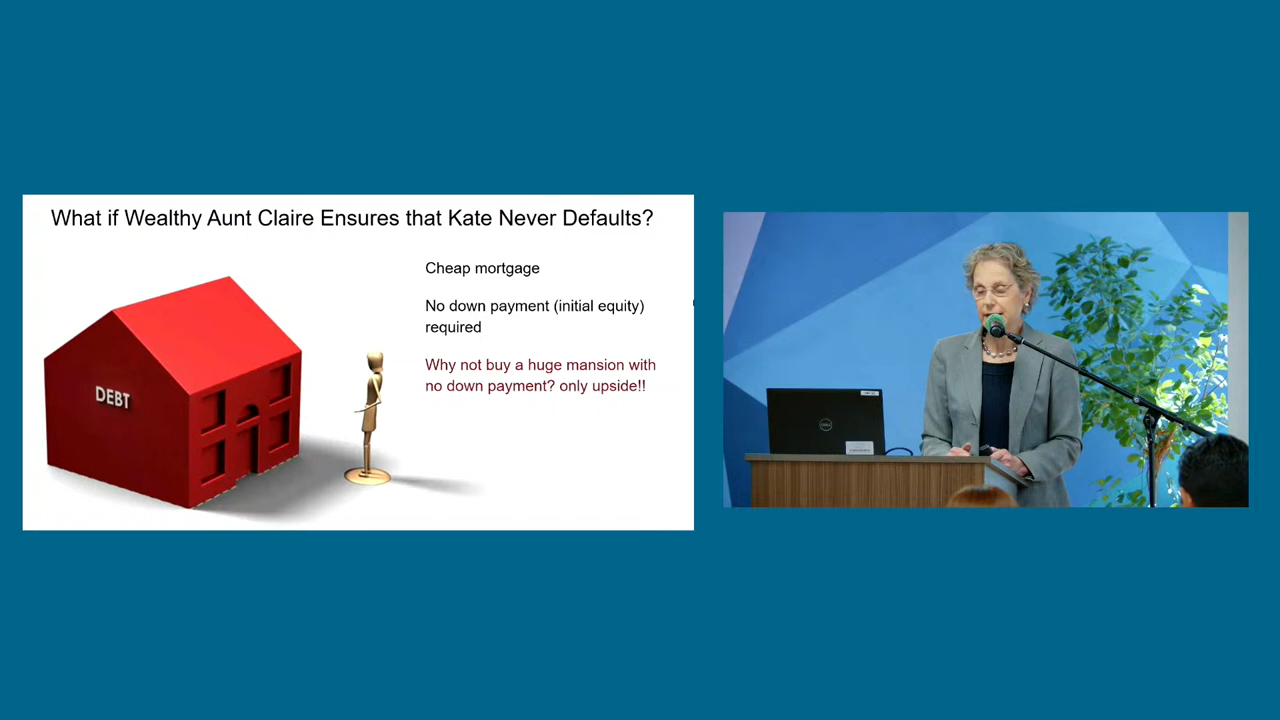 What if Wealthy Aunt Claire Ensures that Kate Never Defaults?
Cheap mortgage
No down payment (initial equity)
required
Why not buy a huge mansion with
no down payment? only upside!!
DEBT
DELL